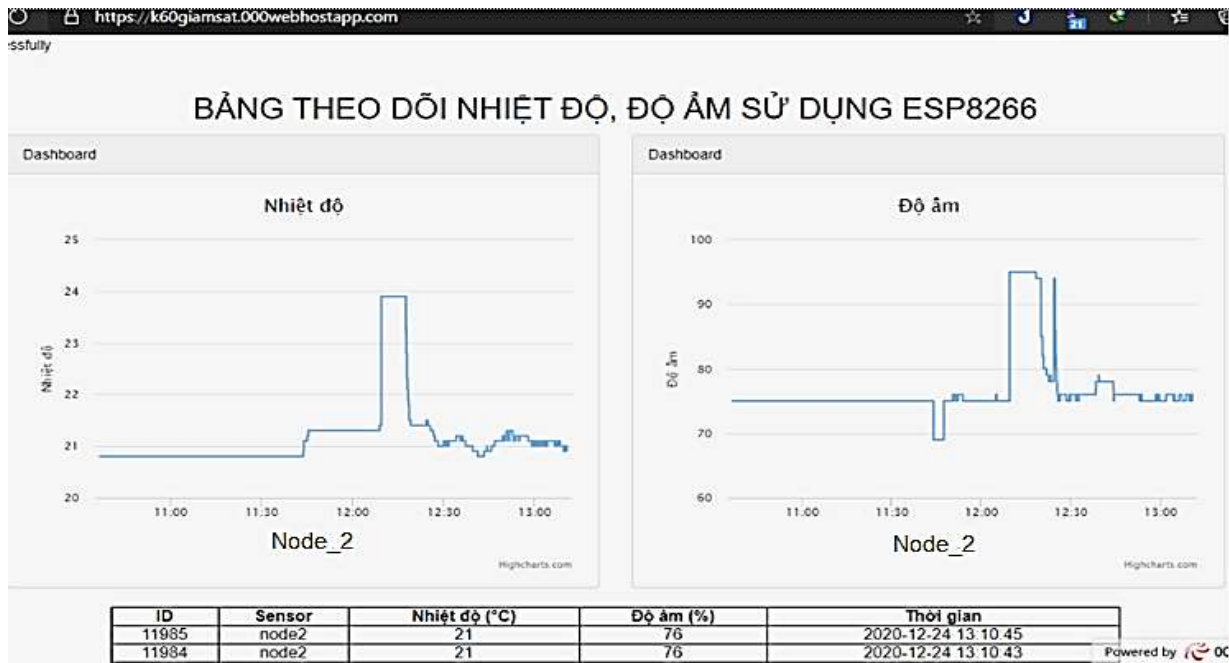 https://k60giamsat.000webhostapp.com
21
essfully
BẢNG THEO DÕI NHIỆT ĐỘ, ĐỘ ẨM SỬ DỤNG ESP8266
Dashboard
Nhiệt độ
25
24
23
22
21
20
Nhiệt độ
11:00 11:30 12:00 12:30 13:00
Node_2
Highcharts.com
Dashboard
Độ ẩm
100
90
80
70
60
Độ ẩm
11:00 11:30 12:00 12:30 13:00
Node_2
Highcharts.com
ID Sensor Nhiệt độ (°C) Độ ẩm (%) Thời gian
11985 node2 21 76 2020-12-24 13:10:45
11984 node2 21 76 2020-12-24 13:10:43
Powered by 00